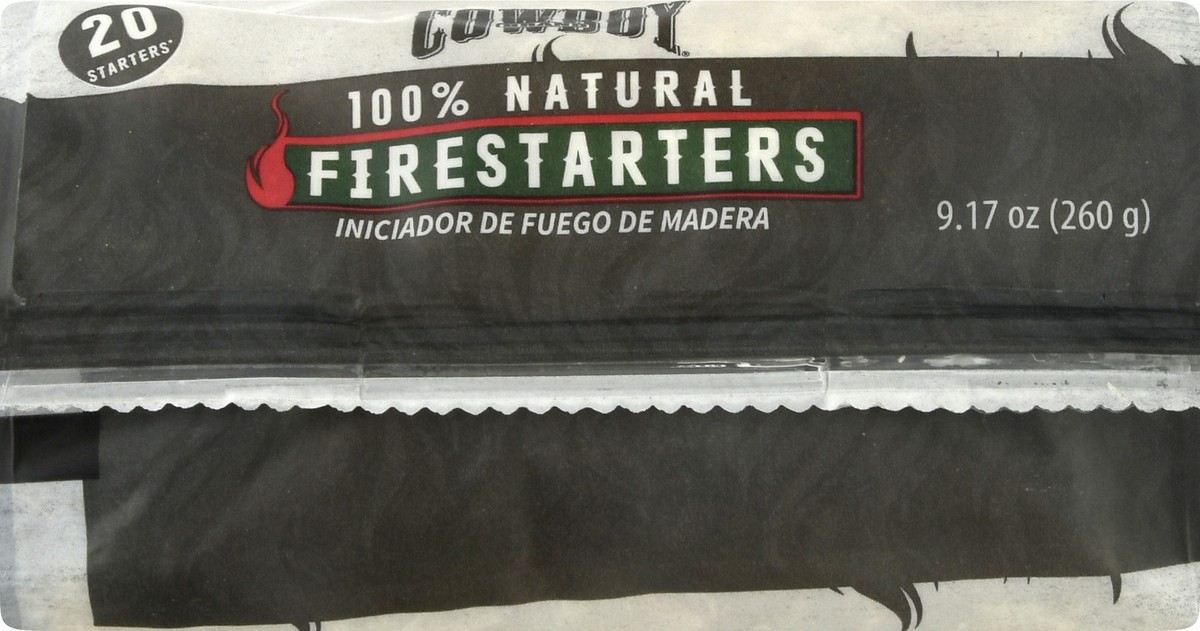 20
STARTERS*
COWBOY®
100% NATURAL
FIRESTARTERS
INICIADOR DE FUEGO DE MADERA
9.17 oz (260 g)